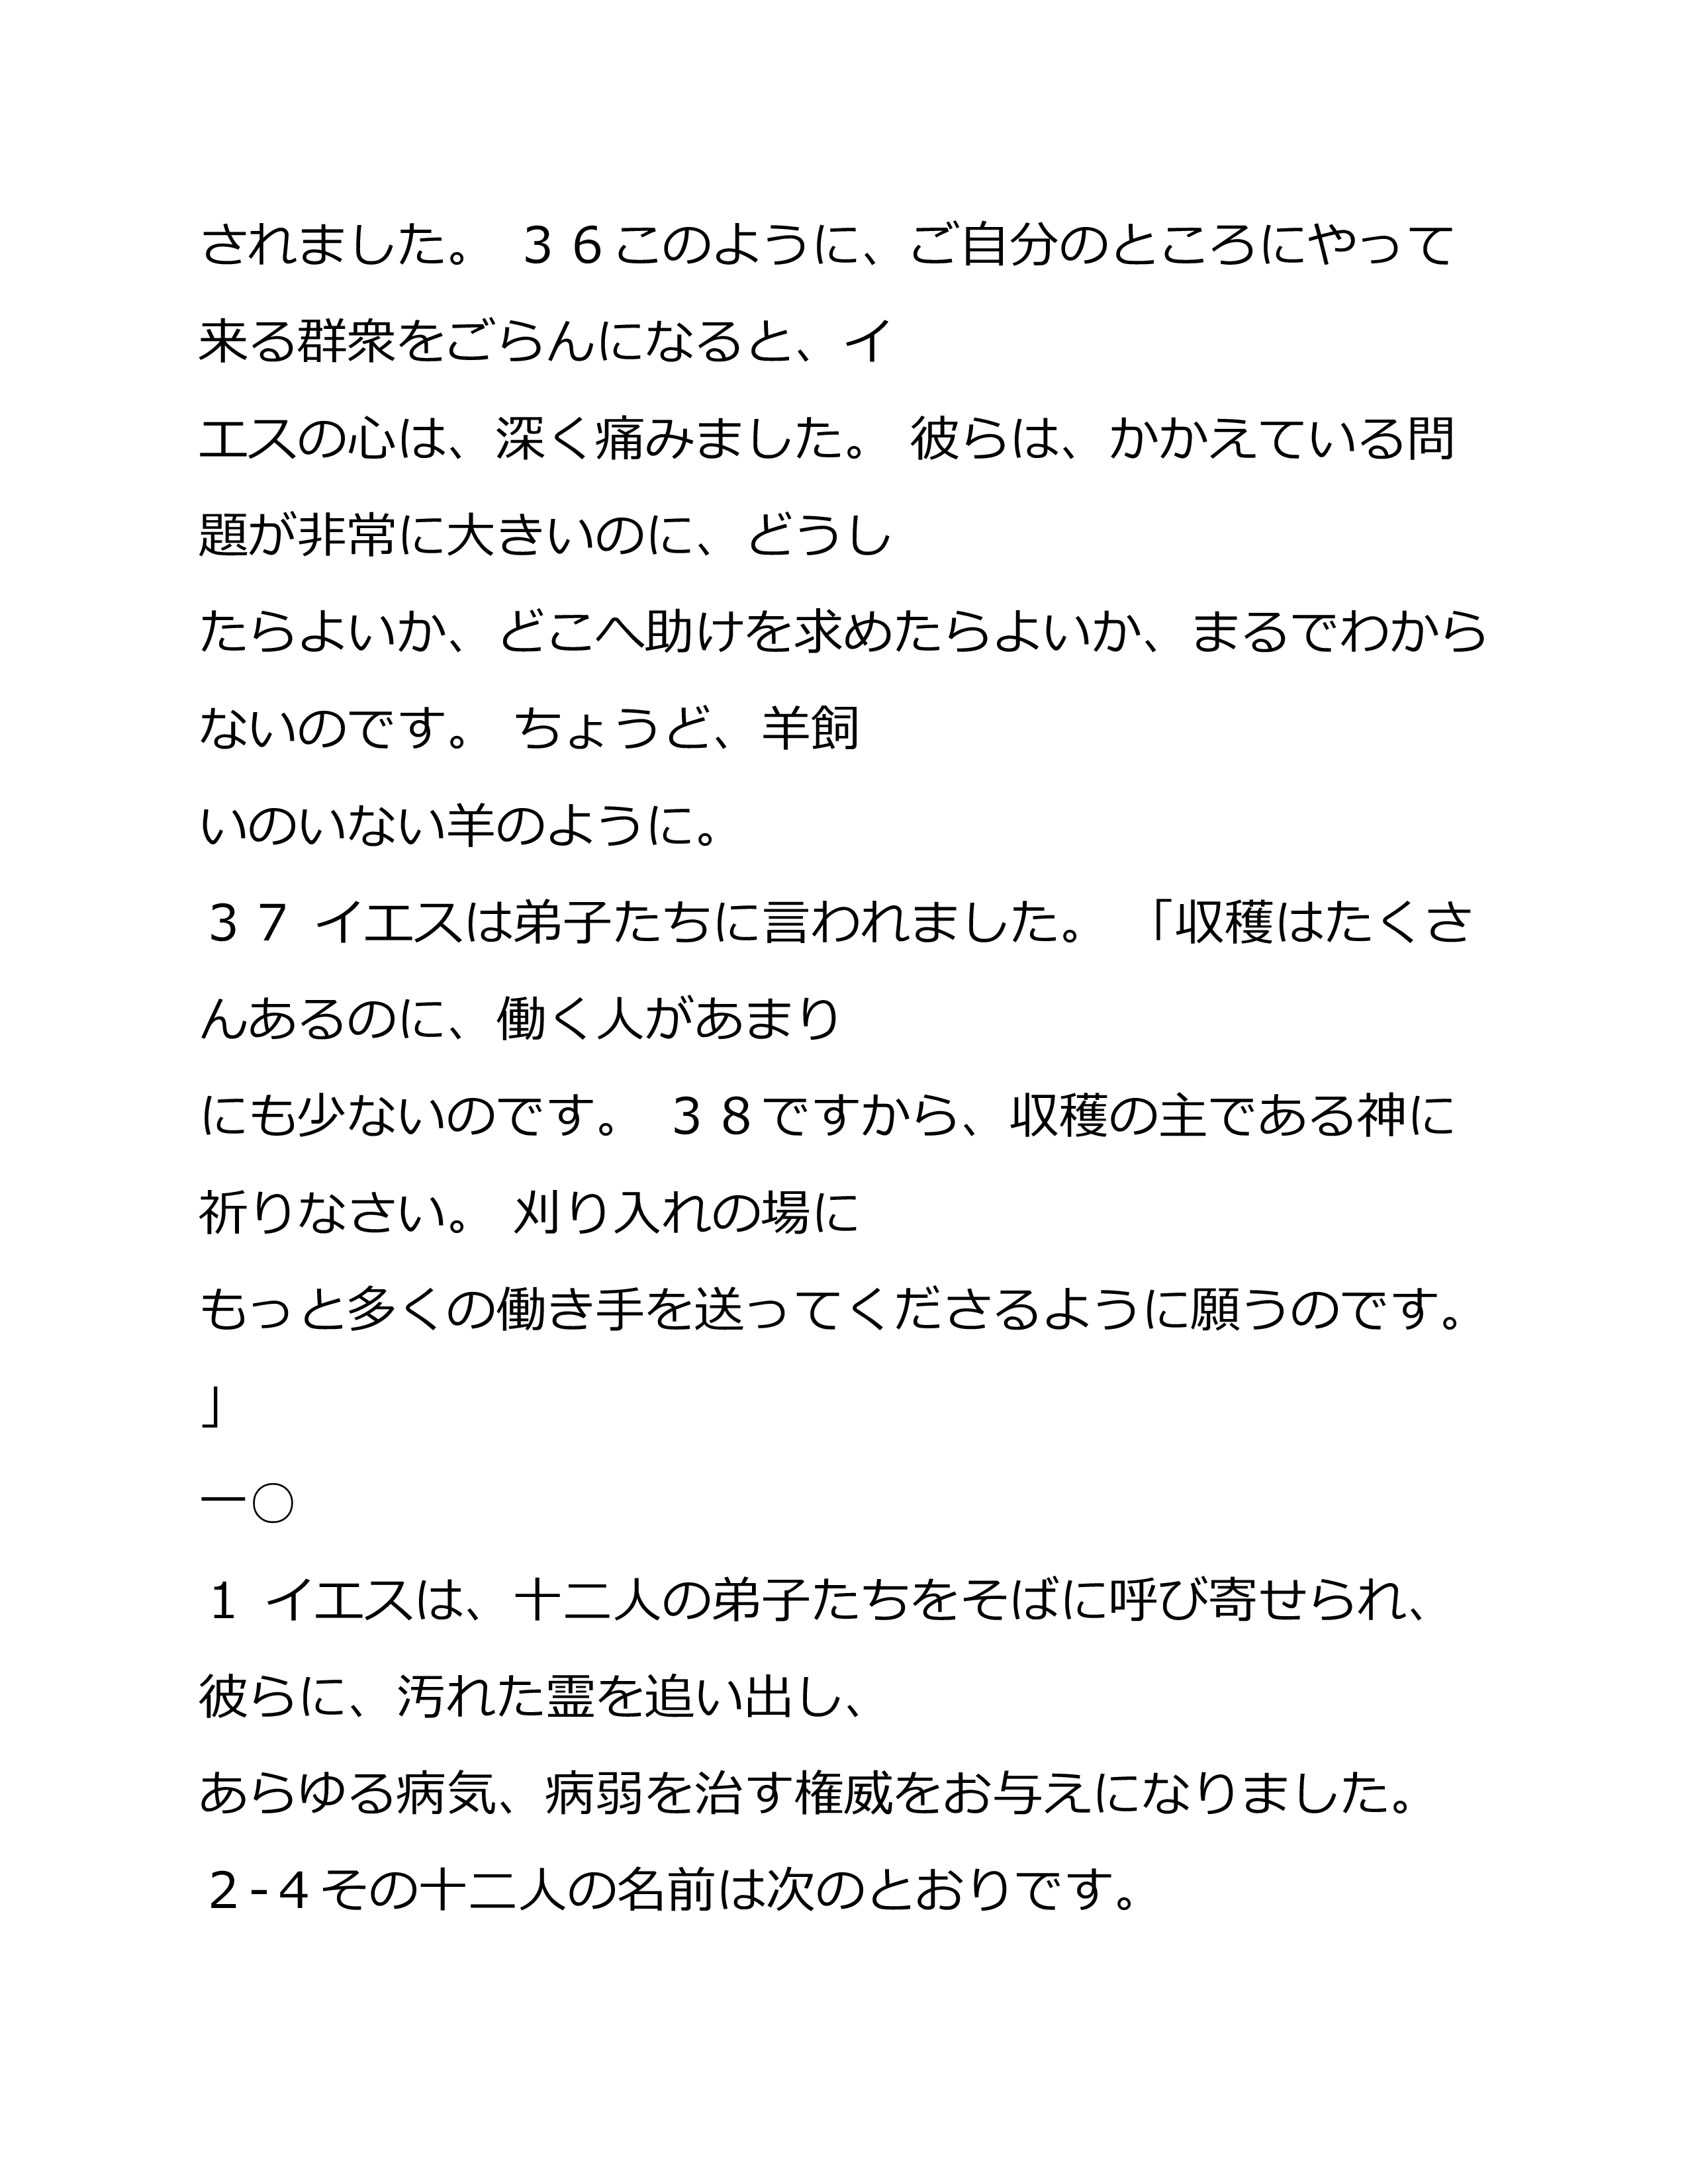 されました。 ３６このように、ご自分のところにやって
来る群衆をごらんになると、イ
エスの心は、深く痛みました。 彼らは、かかえている問
題が非常に大きいのに、どうし
たらよいか、どこへ助けを求めたらよいか、まるでわから
ないのです。 ちょうど、羊飼
いのいない羊のように。
３７ イエスは弟子たちに言われました。 「収穫はたくさ
んあるのに、働く人があまり
にも少ないのです。 ３８ですから、収穫の主である神に
祈りなさい。 刈り入れの場に
もっと多くの働き手を送ってくださるように願うのです。
」
一〇
１ イエスは、十二人の弟子たちをそばに呼び寄せられ、
彼らに、汚れた霊を追い出し、
あらゆる病気、病弱を治す権威をお与えになりました。
２-４その十二人の名前は次のとおりです。